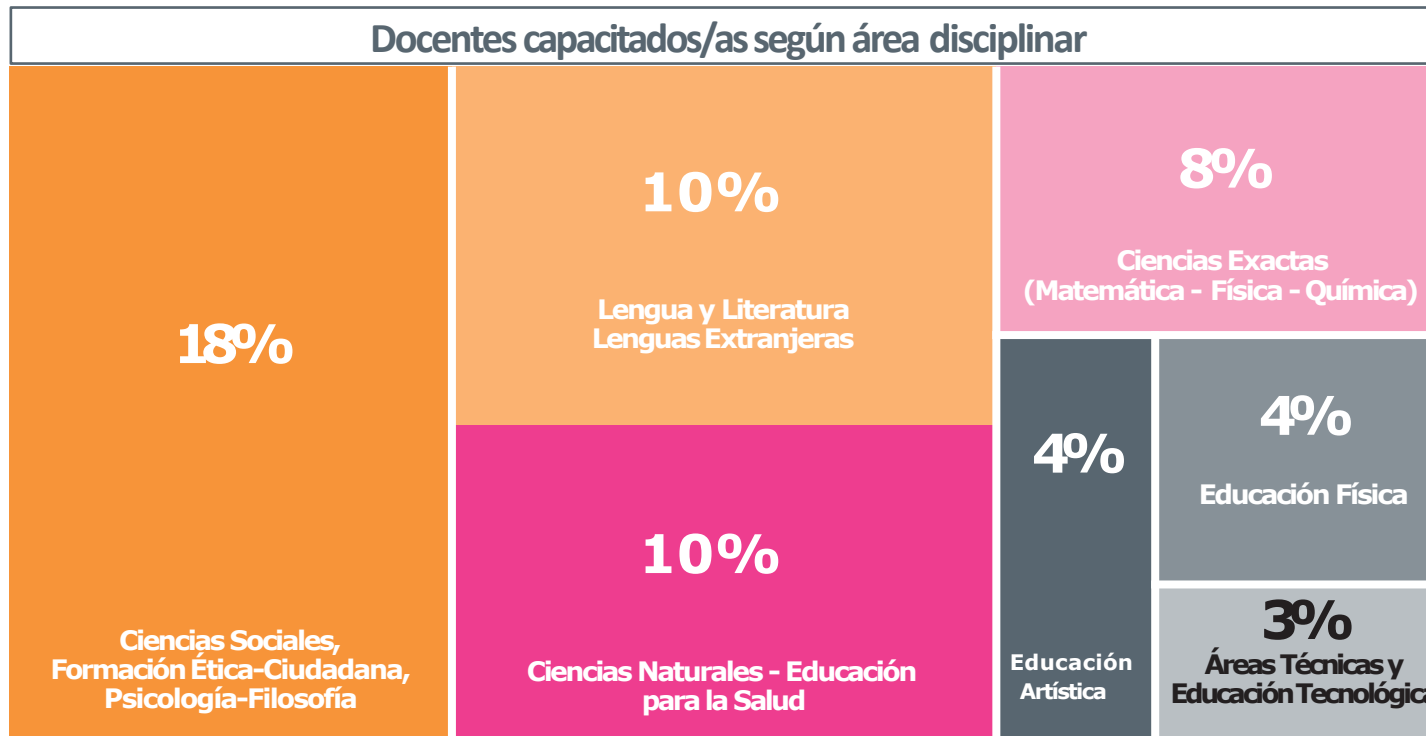 Docentes capacitados/as según área disciplinar
18%
Ciencias Sociales,
Formación Ética-Ciudadana,
Psicología-Filosofía
10%
Lengua y Literatura
Lenguas Extranjeras
10%
Ciencias Naturales - Educación
para la Salud
8%
Ciencias Exactas
(Matemática - Física - Química)
4%
Educación
Artística
4%
Educación Física
3%
Áreas Técnicas y
Educación Tecnológica